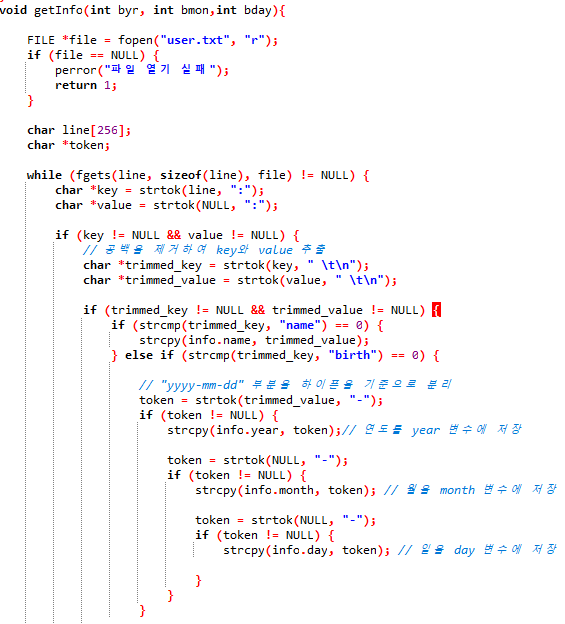 void getInfo(int byr, int bmon,int bday){
FILE *file = fopen("user.txt", "r");
if (file == NULL) {
perror("파일 열기 실패");
return 1;
}
char line[256];
char *token;
while (fgets(line, sizeof(line), file) != NULL) {
char *key = strtok(line, ":");
char *value = strtok(NULL, ":");
if (key != NULL && value != NULL) {
// 공백을 제거하여 key와 value 추출
char *trimmed_key = strtok(key, " \t\n");
char *trimmed_value = strtok(value, " \t\n");
if (trimmed_key != NULL && trimmed_value != NULL) {
if (strcmp(trimmed_key, "name") == 0) {
strcpy(info.name, trimmed_value);
} else if (strcmp(trimmed_key, "birth") == 0) {
// "yyyy-mm-dd" 부분을 하이픈을 기준으로 분리
token = strtok(trimmed_value, "-");
if (token != NULL) {
strcpy(info.year, token);// 연도를 year 변수에 저장
token = strtok(NULL, "-");
if (token != NULL) {
strcpy(info.month, token); // 월을 month 변수에 저장
token = strtok(NULL, "-");
if (token != NULL) {
strcpy(info.day, token); // 일을 day 변수에 저장
}
}
}